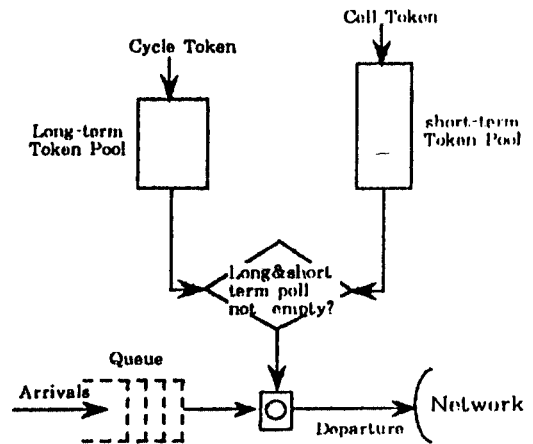 Cell Token
Cycle Token
Long-term
Token Pool
short-term
Token Pool
Long&short
term poll
not empty?
Queue
Arrivals
Departure
Network